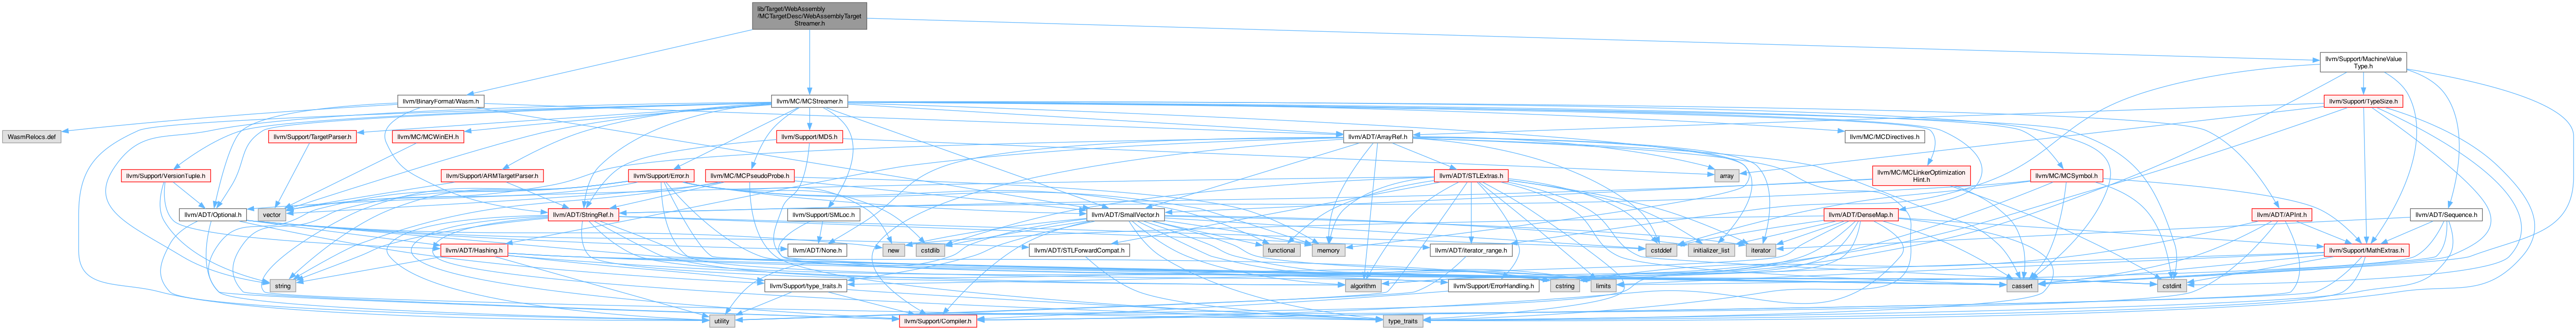 lib/Target/WebAssembly
/MCTargetDesc/WebAssemblyTarget
Streamer.h
llvm/Support/MachineValue
Type.h
llvm/BinaryFormat/Wasm.h
llvm/MC/MCStreamer.h
llvm/Support/TypeSize.h
WasmRelocs.def
llvm/Support/TargetParser.h
llvm/MC/MCWinEH.h
llvm/Support/MD5.h
llvm/ADT/ArrayRef.h
llvm/MC/MCDirectives.h
llvm/Support/VersionTuple.h
llvm/Support/ARMTargetParser.h
llvm/Support/Error.h
llvm/MC/MCPseudoProbe.h
llvm/ADT/STLExtras.h
array
llvm/MC/MCLinkerOptimization
Hint.h
llvm/MC/MCSymbol.h
llvm/ADT/Optional.h
vector
llvm/ADT/StringRef.h
llvm/Support/SMLoc.h
llvm/ADT/SmallVector.h
llvm/ADT/DenseMap.h
llvm/ADT/APInt.h
llvm/ADT/Sequence.h
llvm/ADT/Hashing.h
new
cstdlib
llvm/ADT/None.h
llvm/ADT/STLForwardCompat.h
functional
memory
llvm/ADT/iterator_range.h
cstddef
initializer_list
iterator
llvm/Support/MathExtras.h
string
llvm/Support/type_traits.h
algorithm
llvm/Support/ErrorHandling.h
cstring
limits
cassert
cstdint
utility
llvm/Support/Compiler.h
type_traits